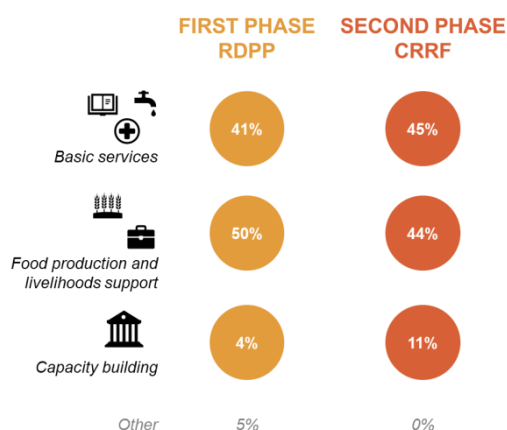 FIRST PHASE SECOND PHASE
RDPP CRRF
41% 45%
Basic services
50% 44%
Food production and
livelihoods support
4% 11%
Capacity building
Other 5% 0%